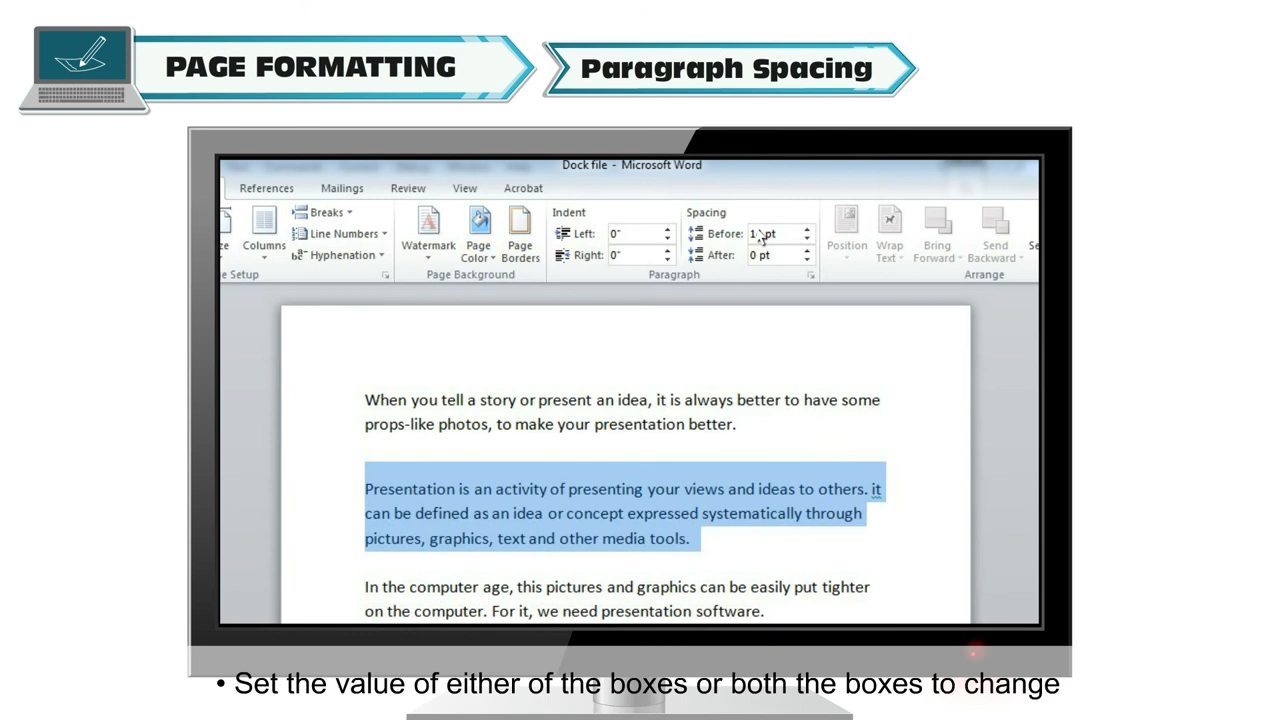 PAGE FORMATTING
Paragraph Spacing
Dock file - Microsoft Word
References Mailings Review View Acrobat
Breaks
Line Numbers
Hyphenation
Columns
Watermark
Page Color
Page Borders
Indent
Left: 0"
Right: 0"
Spacing
Before: pt
After: 0 pt
Position
Wrap Text
Bring Forward
Send Backward
Setup
Page Background
Paragraph
Arrange
When you tell a story or present an idea, it is always better to have some
props-like photos, to make your presentation better.
Presentation is an activity of presenting your views and ideas to others. it
can be defined as an idea or concept expressed systematically through
pictures, graphics, text and other media tools.
In the computer age, this pictures and graphics can be easily put tighter
on the computer. For it, we need presentation software.
• Set the value of either of the boxes or both the boxes to change